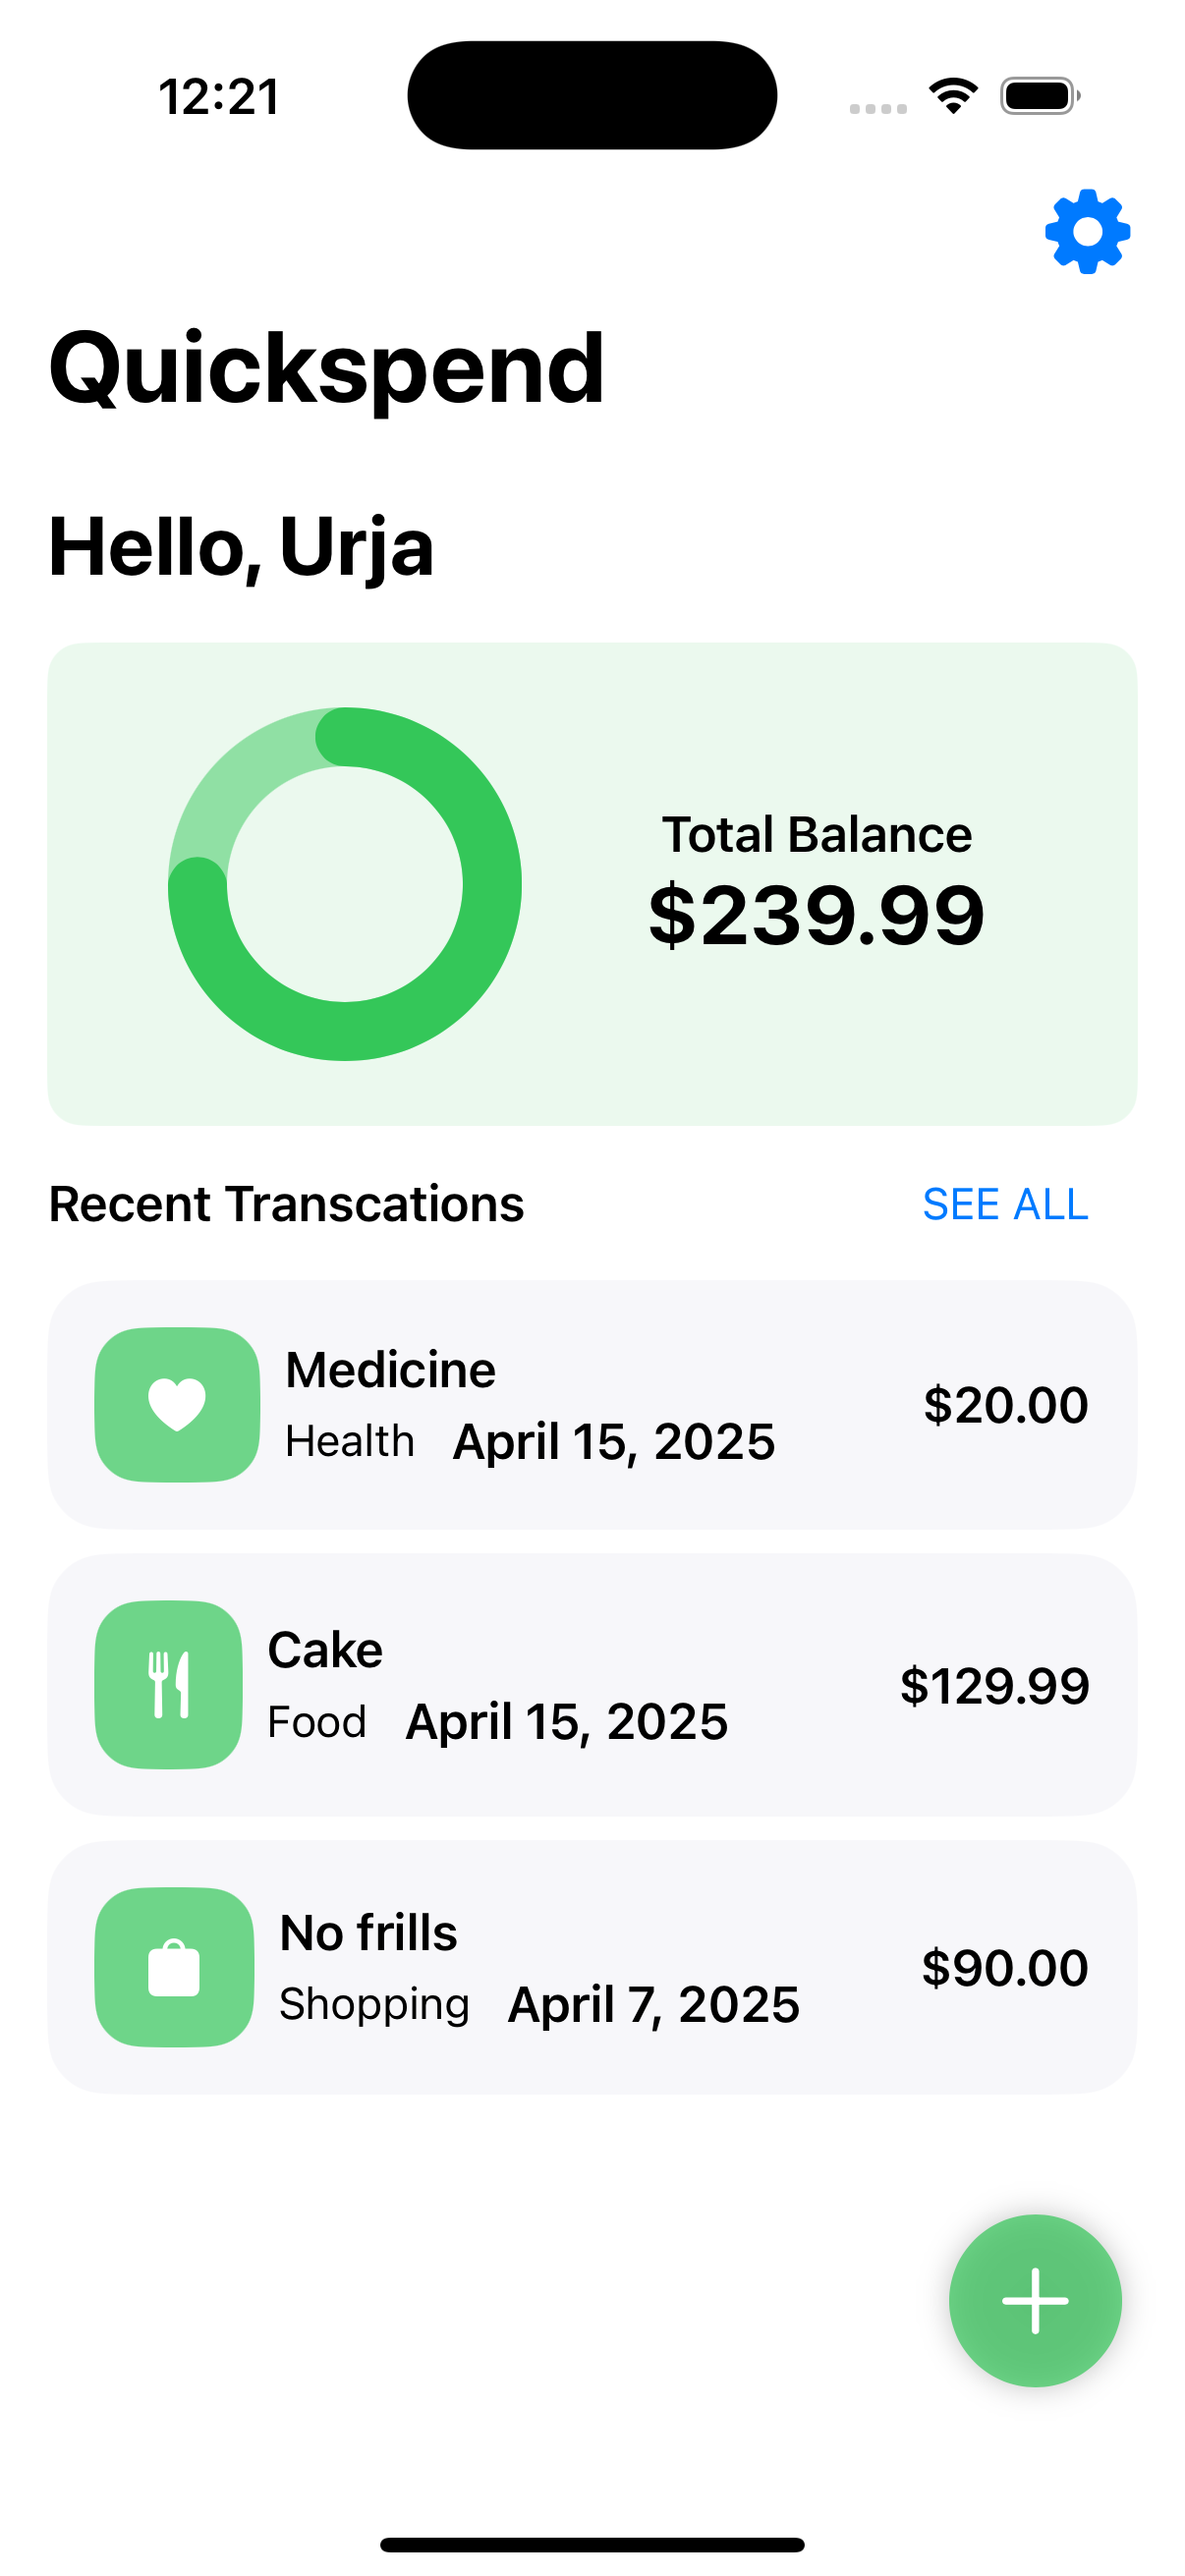 12:21
Quickspend
Hello, Urja
Total Balance
$239.99
Recent Transcations
SEE ALL
Medicine
Health April 15, 2025
$20.00
Cake
Food April 15, 2025
$129.99
No frills
Shopping April 7, 2025
$90.00